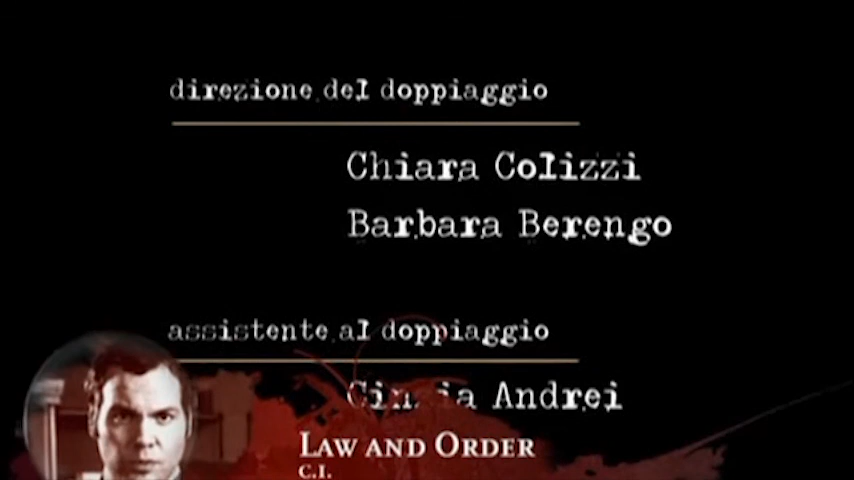 direzione del doppiaggio
Chiara Colizzi
Barbara Berengo
assistente al doppiaggio
Andrei
LAW AND ORDER
C.I.